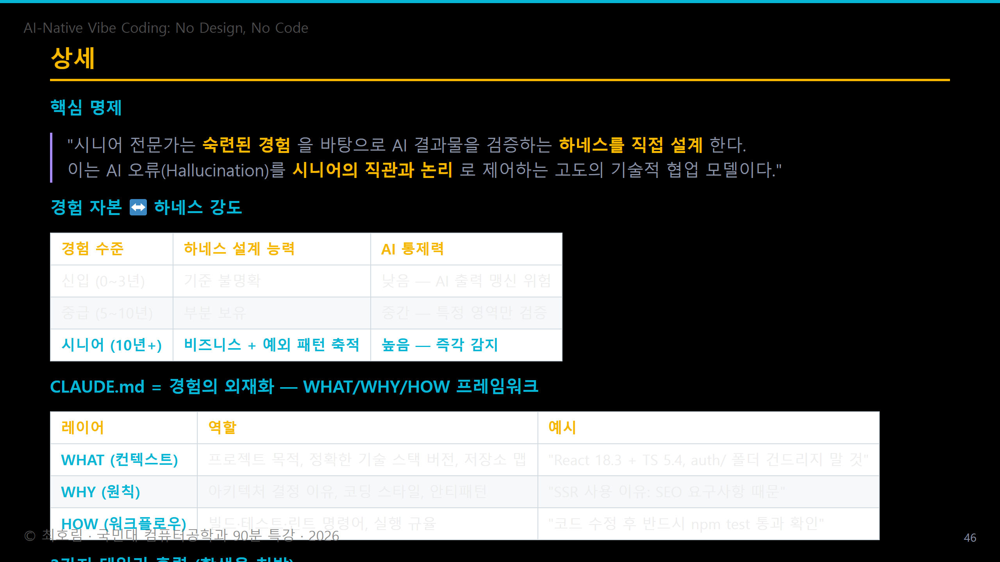 AI-Native Vibe Coding: No Design, No Code
상세
핵심 명제
"시니어 전문가는 숙련된 경험 을 바탕으로 AI 결과물을 검증하는 하네스를 직접 설계 한다.
이는 AI 오류(Hallucination)를 시니어의 직관과 논리 로 제어하는 고도의 기술적 협업 모델이다."
경험 자본 ↔ 하네스 강도
경험 수준 하네스 설계 능력 AI 통제력
신입 (0~3년) 기준 불명확 낮음 — AI 출력 맹신 위험
중급 (5~10년) 부분 보유 중간 — 특정 영역만 검증
시니어 (10년+) 비즈니스 + 예외 패턴 축적 높음 — 즉각 감지
CLAUDE.md = 경험의 외재화 — WHAT/WHY/HOW 프레임워크
레이어 역할 예시
WHAT (컨텍스트) 프로젝트 목적, 정확한 기술 스택 버전, 저장소 맵 "React 18.3 + TS 5.4, auth/ 폴더 건드리지 말 것"
WHY (원칙) 아키텍처 결정 이유, 코딩 스타일, 안티패턴 "SSR 사용 이유: SEO 요구사항 때문"
HOW (워크플로우) 빌드·테스트·린트 명령어, 실행 규율 "코드 수정 후 반드시 npm test 통과 확인"
© 최호림 · 국민대 컴퓨터공학과 90분 특강 · 2026
46